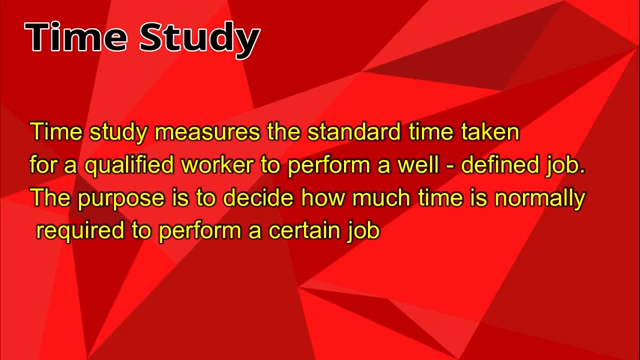 Time Study
Time study measures the standard time taken
for a qualified worker to perform a well - defined job.
The purpose is to decide how much time is normally
required to perform a certain job